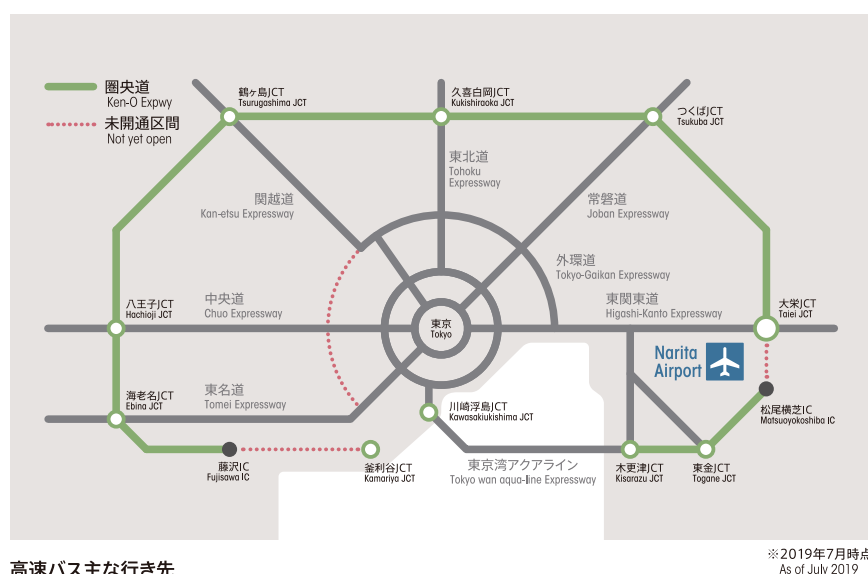 圏央道
Ken-O Expwy
未開通区間
Not yet open
鶴ヶ島JCT
Tsurugashima JCT
久喜白岡JCT
Kukishiraoka JCT
つくばJCT
Tsukuba JCT
東北道
Tohoku
Expressway
関越道
Kan-etsu Expressway
常磐道
Joban Expressway
外環道
Tokyo-Gaikan Expressway
八王子JCT
Hachioji JCT
中央道
Chuo Expressway
東京
Tokyo
東関東道
Higashi-Kanto Expressway
大栄JCT
Taiei JCT
Narita
Airport
海老名JCT
Ebina JCT
東名道
Tomei Expressway
川崎浮島JCT
Kawasakiukishima JCT
松尾横芝IC
Matsuoyokoshiba IC
藤沢IC
Fujisawa IC
釜利谷JCT
Kamariya JCT
東京湾アクアライン
Tokyo wan aqua-line Expressway
木更津JCT
Kisarazu JCT
東金JCT
Togane JCT
※2019年7月時点
As of July 2019
高速バス主な行き先